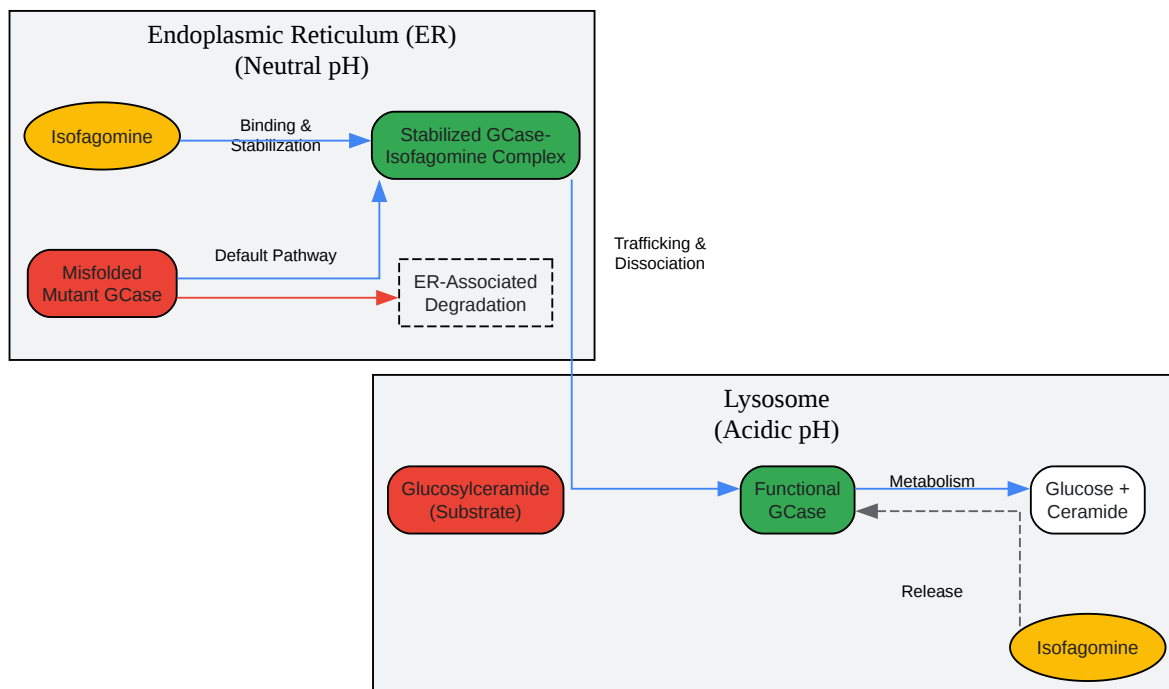 Endoplasmic Reticulum (ER)
(Neutral pH)
Isofagomine
Binding &
Stabilization
Stabilized GCase-
Isofagomine Complex
Misfolded
Mutant GCase
Default Pathway
ER-Associated
Degradation
Trafficking &
Dissociation
Lysosome
(Acidic pH)
Glucosylceramide
(Substrate)
Functional
GCase
Metabolism
Glucose +
Ceramide
Release
Isofagomine